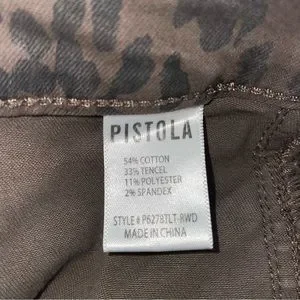 PISTOLA
54% COTTON
33% TENCEL
11% POLYESTER
2% SPANDEX
STYLE# P6278TLT-RWD
MADE IN CHINA